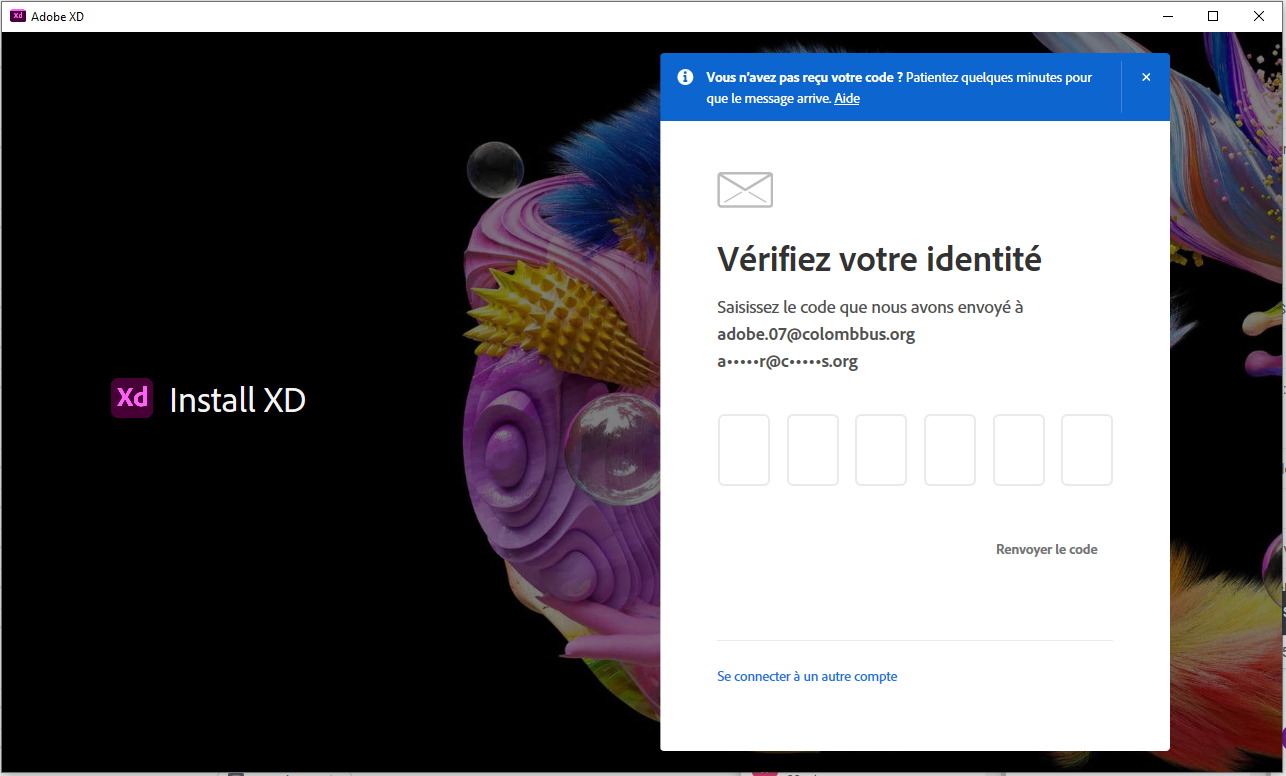 Xd Adobe XD
Vous n'avez pas reçu votre code ? Patientez quelques minutes pour
que le message arrive. Aide
Vérifiez votre identité
Saisissez le code que nous avons envoyé à
adobe.07@colombbus.org
a•••••r@c•••••s.org
Xd Install XD
Renvoyer le code
Se connecter à un autre compte